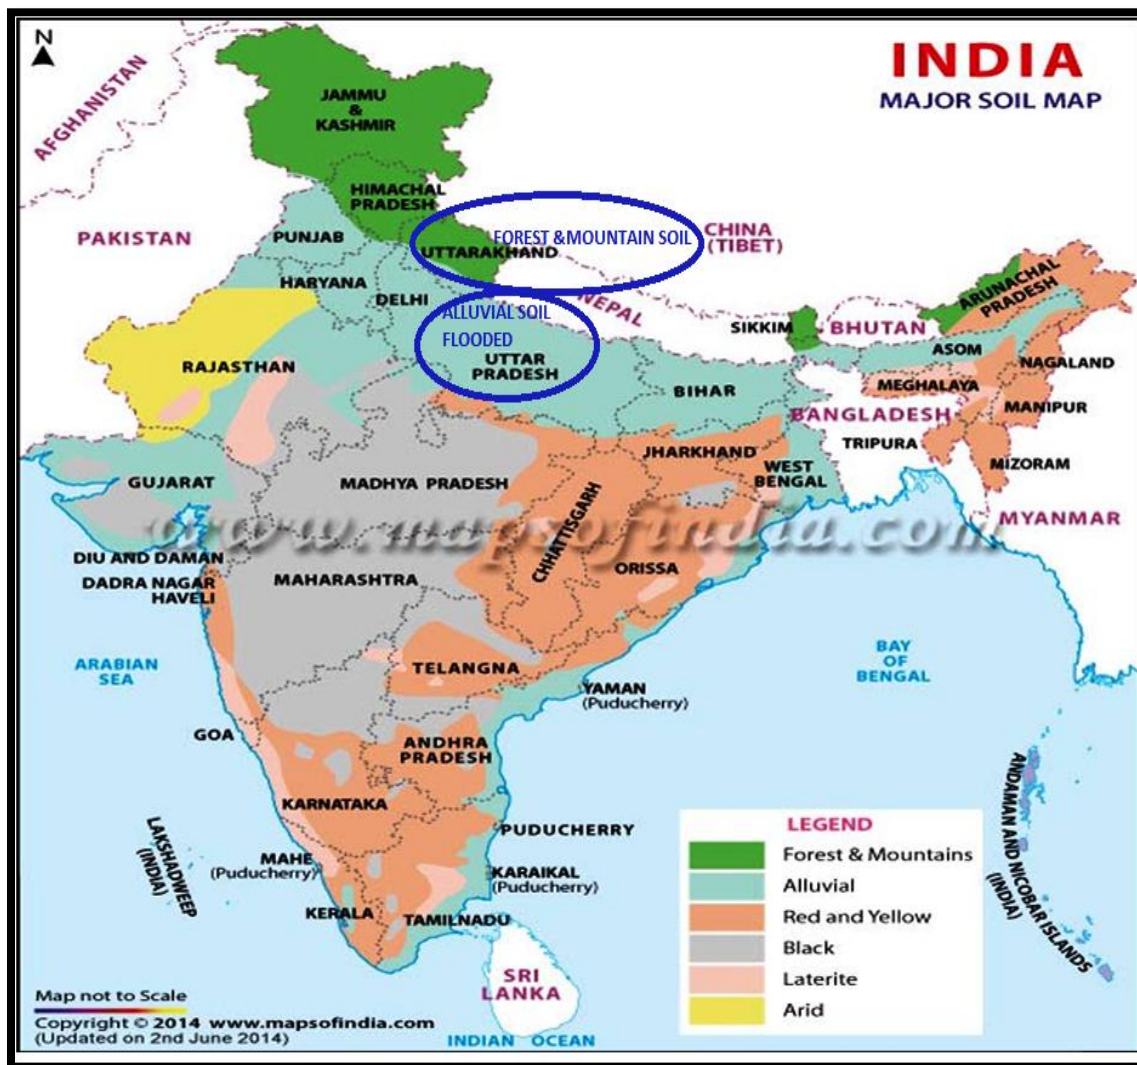 N
INDIA
MAJOR SOIL MAP
AFGHANISTAN
JAMMU
&
KASHMIR
HIMACHAL
PRADESH
PAKISTAN
PUNJAB
FOREST &MOUNTAIN SOIL
UTTARAKHAND
CHINA
(TIBET)
HARYANA
DELHI
NEPAL
ALLUVIAL SOIL
FLOODED
UTTAR
PRADESH
RAJASTHAN
SIKKIM
BHUTAN
ARUNACHAL
PRADESH
ASOM
NAGALAND
MEGHALAYA
BIHAR
BANGLADESH
MANIPUR
TRIPURA
MIZORAM
JHARKHAND
WEST
BENGAL
GUJARAT
MADHYA PRADESH
CHHATTISGARH
MYANMAR
www.mapsofindia.com
DIU AND DAMAN
DADRA NAGAR
HAVELI
MAHARASHTRA
ORISSA
ARABIAN
SEA
BAY
OF
BENGAL
TELANGNA
YAMAN
(Puducherry)
GOA
ANDHRA
PRADESH
KARNATAKA
PUDUCHERRY
LAKSHADWEEP
(INDIA)
MAHE
(Puducherry)
KARAIKAL
(Puducherry)
KERALA
TAMILNADU
SRI
LANKA
ANDAMAN AND NICOBAR ISLANDS
(INDIA)
LEGEND
Forest & Mountains
Alluvial
Red and Yellow
Black
Laterite
Arid
Map not to Scale
Copyright © 2014 www.mapsofindia.com
(Updated on 2nd June 2014)
INDIAN OCEAN